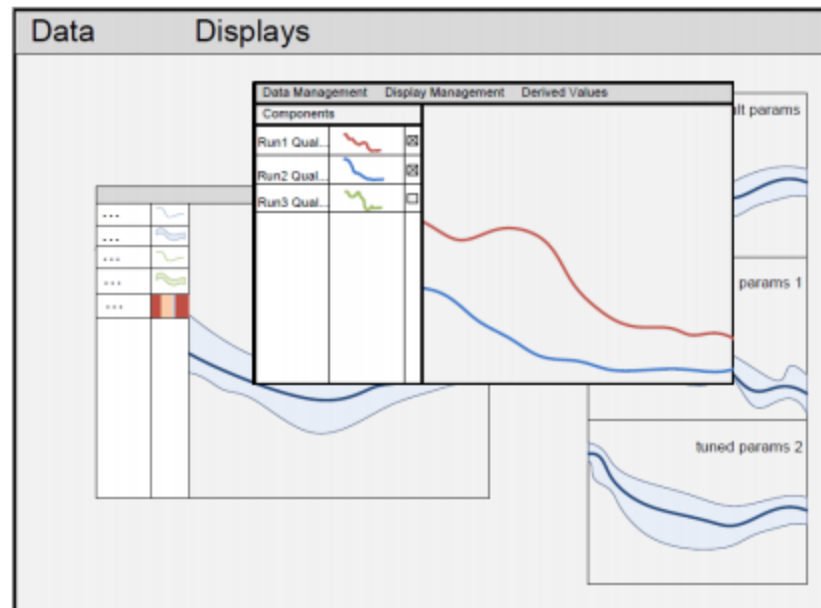 Data Displays
Data Management Display Management Derived Values
Components
Run1 Qual...
Run2 Qual...
Run3 Qual...
...
...
...
...
...
params
params 1
tuned params 2